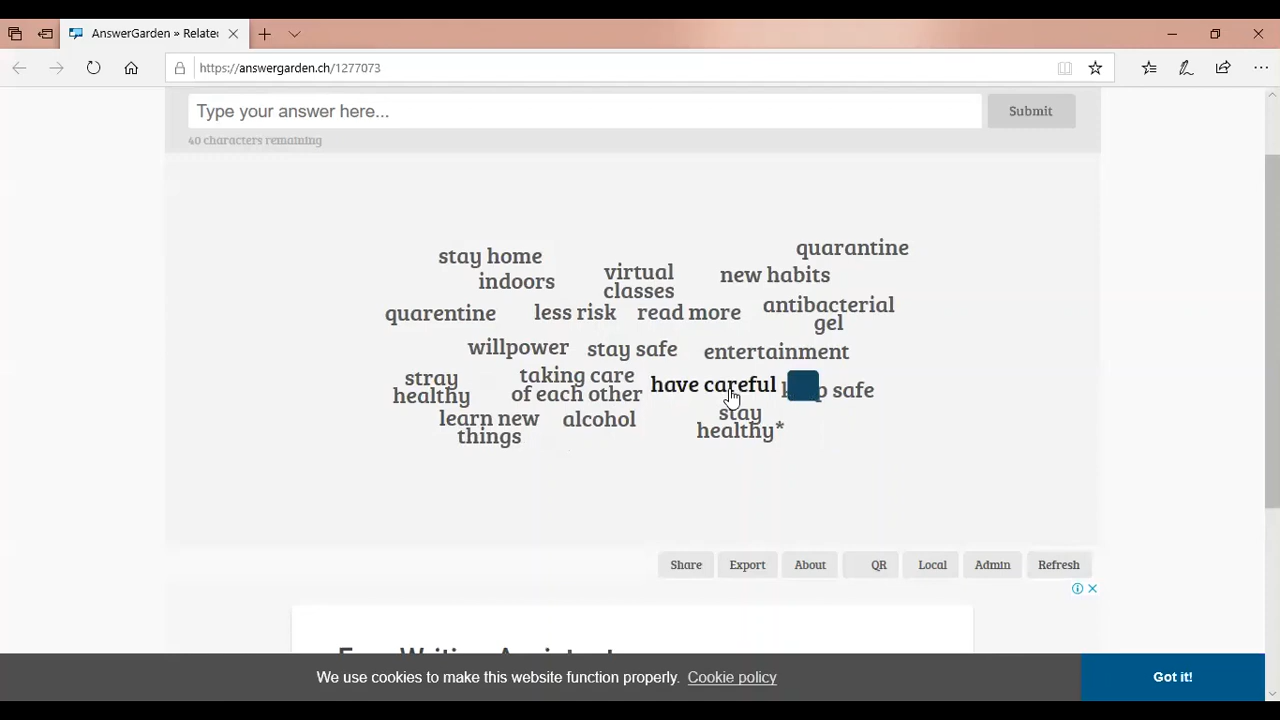 AnswerGarden » Related
https://answergarden.ch/1277073
Type your answer here...
Submit
40 characters remaining
stay home
quarantine
indoors
virtual
classes
new habits
quarentine
less risk
read more
antibacterial
gel
willpower
stay safe
entertainment
stray
healthy
taking care
of each other
have careful
safe
learn new
things
alcohol
stay
healthy*
Share
Export
About
QR
Local
Admin
Refresh
We use cookies to make this website function properly. Cookie policy
Got it!